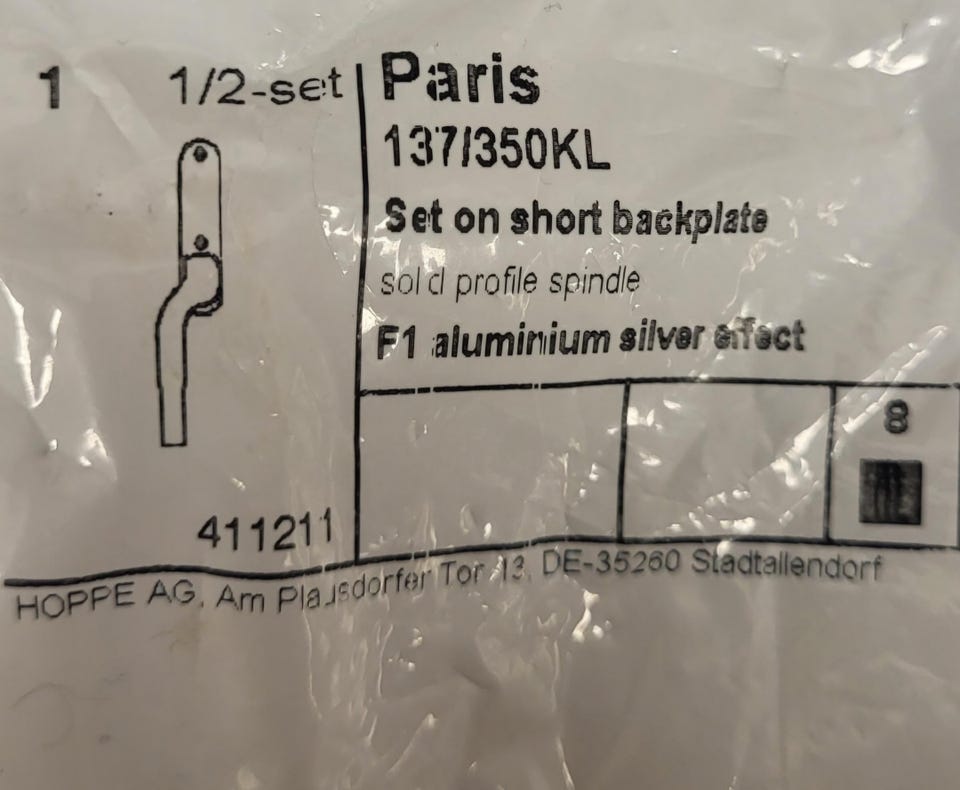 1 1/2-set
Paris
137/350KL
Set on short backplate
solid profile spindle
F1 aluminium silver effect
8
411211
HOPPE AG, Am Plausdorfer Tor 13, DE-35260 Stadtallendorf